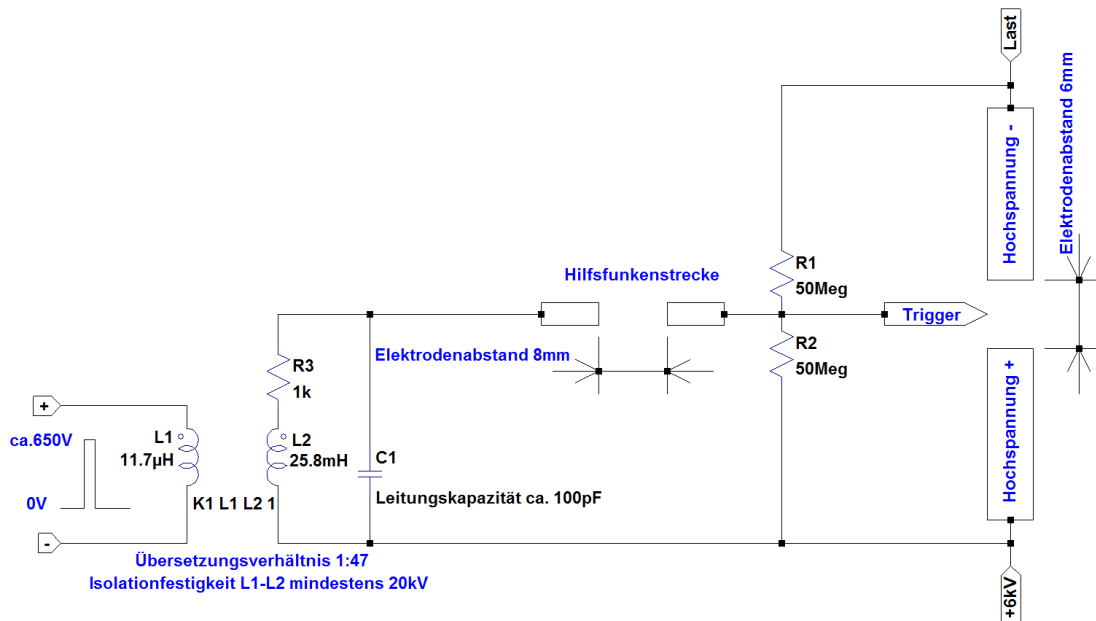 Last
Hochspannung -
Elektrodenabstand 6mm
R1
50Meg
Hilfsfunkenstrecke
Trigger
R2
50Meg
Elektrodenabstand 8mm
R3
1k
Hochspannung +
+
ca.650V
L1
11.7µH
L2
25.8mH
C1
Leitungskapazität ca. 100pF
0V
K1 L1 L2 1
-
Übersetzungsverhältnis 1:47
Isolationfestigkeit L1-L2 mindestens 20kV
+6kV